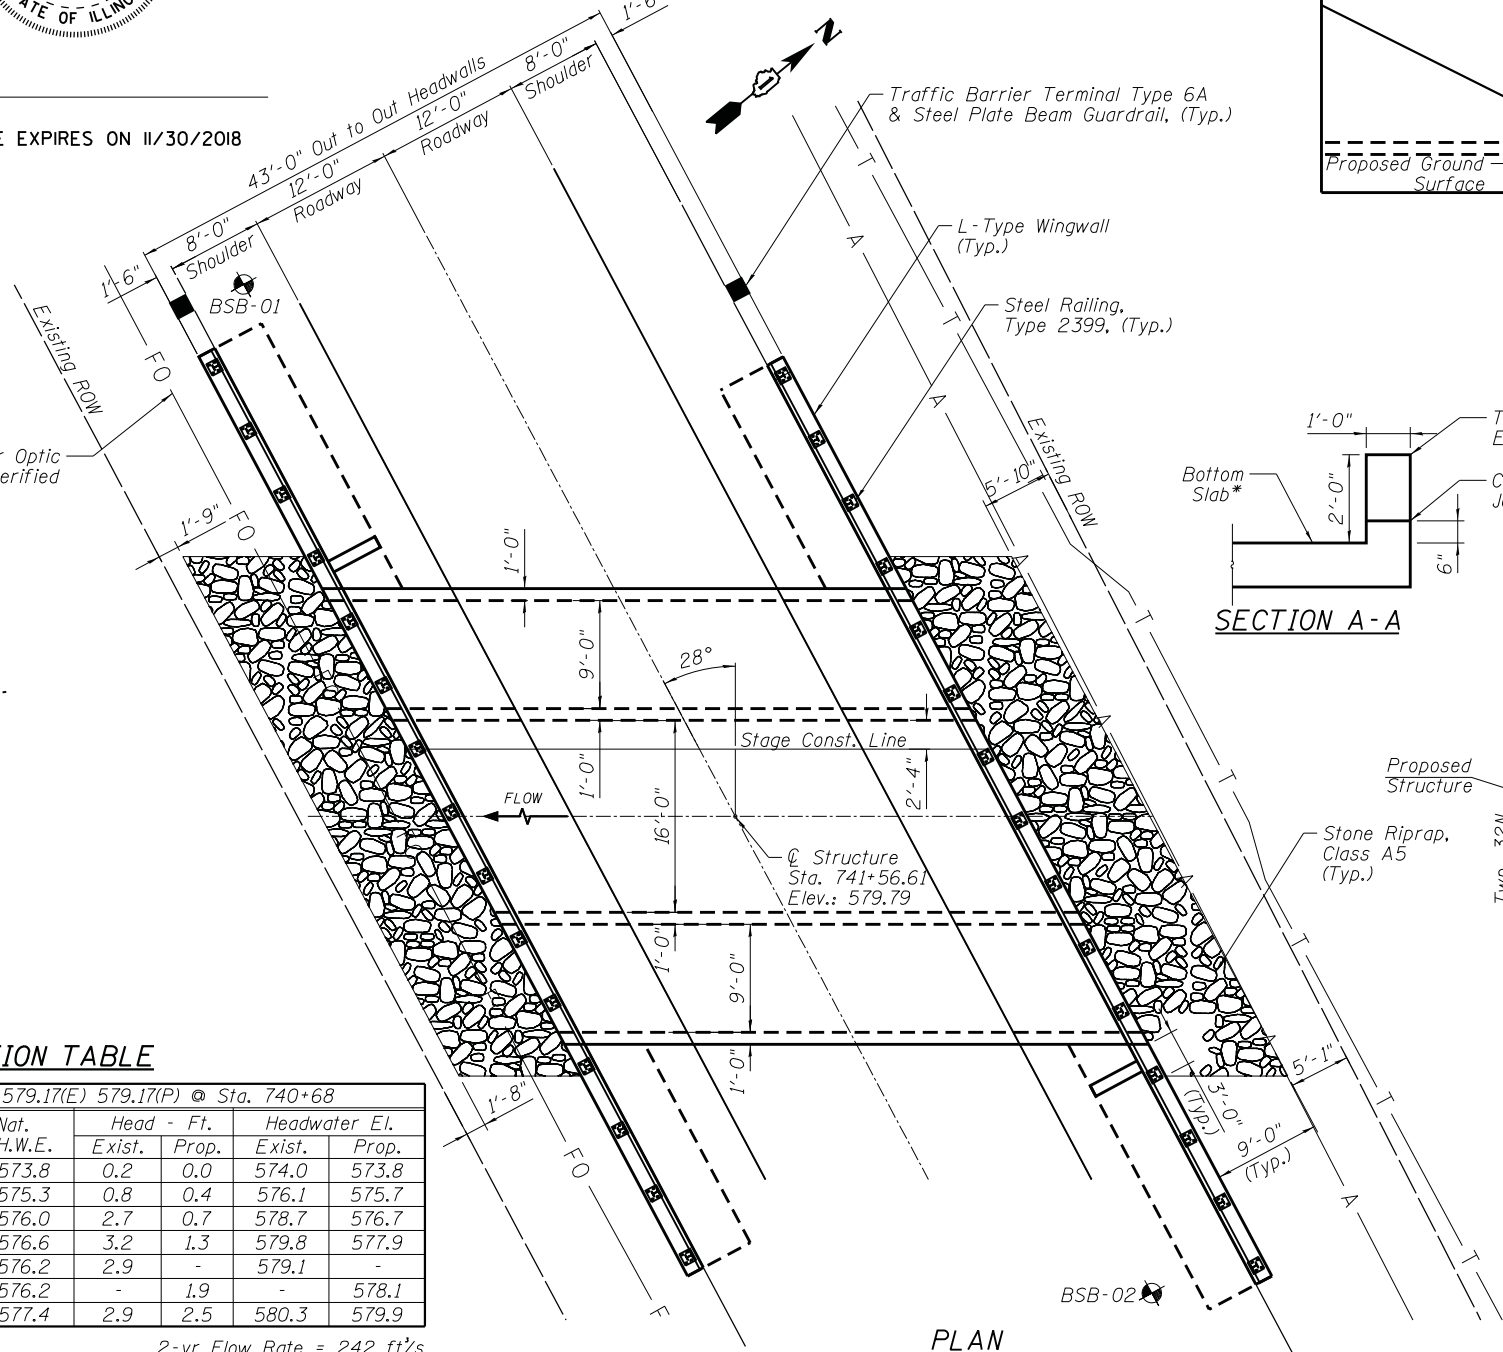 ATE OF ILLINO
E EXPIRES ON 11/30/2018
43'-0" Out to Out Headwalls
1'-6"
8'-0"
Shoulder
12'-0"
Roadway
12'-0"
Roadway
8'-0"
Shoulder
1'-6"
N
Traffic Barrier Terminal Type 6A
& Steel Plate Beam Guardrail, (Typ.)
Proposed Ground
Surface
BSB-01
L-Type Wingwall
(Typ.)
Steel Railing,
Type 2399, (Typ.)
Existing ROW
FO
r Optic
erified
1'-9"
FO
T
A
T
A
Existing ROW
5'-10"
1'-0"
Bottom
Slab*
2'-0"
6"
T
E
C
J
SECTION A-A
1'-0"
9'-0"
28°
Stage Const. Line
1'-0"
2'-4"
FLOW
16'-0"
℄ Structure
Sta. 741+56.61
Elev.: 579.79
1'-0"
9'-0"
1'-0"
T
T
A
A
T
T
T
A
A
T
A
T
Proposed
Structure
Stone Riprap,
Class A5
(Typ.)
Twp. 32N
5'-1"
3'-0"
(Typ.)
9'-0"
(Typ.)
1'-8"
FO
F
BSB-02
PLAN
ION TABLE
579.17(E) 579.17(P) @ Sta. 740+68
Nat. Head - Ft. Headwater El.
H.W.E. Exist. Prop. Exist. Prop.
573.8 0.2 0.0 574.0 573.8
575.3 0.8 0.4 576.1 575.7
576.0 2.7 0.7 578.7 576.7
576.6 3.2 1.3 579.8 577.9
576.2 2.9 - 579.1 -
576.2 - 1.9 - 578.1
577.4 2.9 2.5 580.3 579.9
2-yr Flow Rate = 242 ft³/s